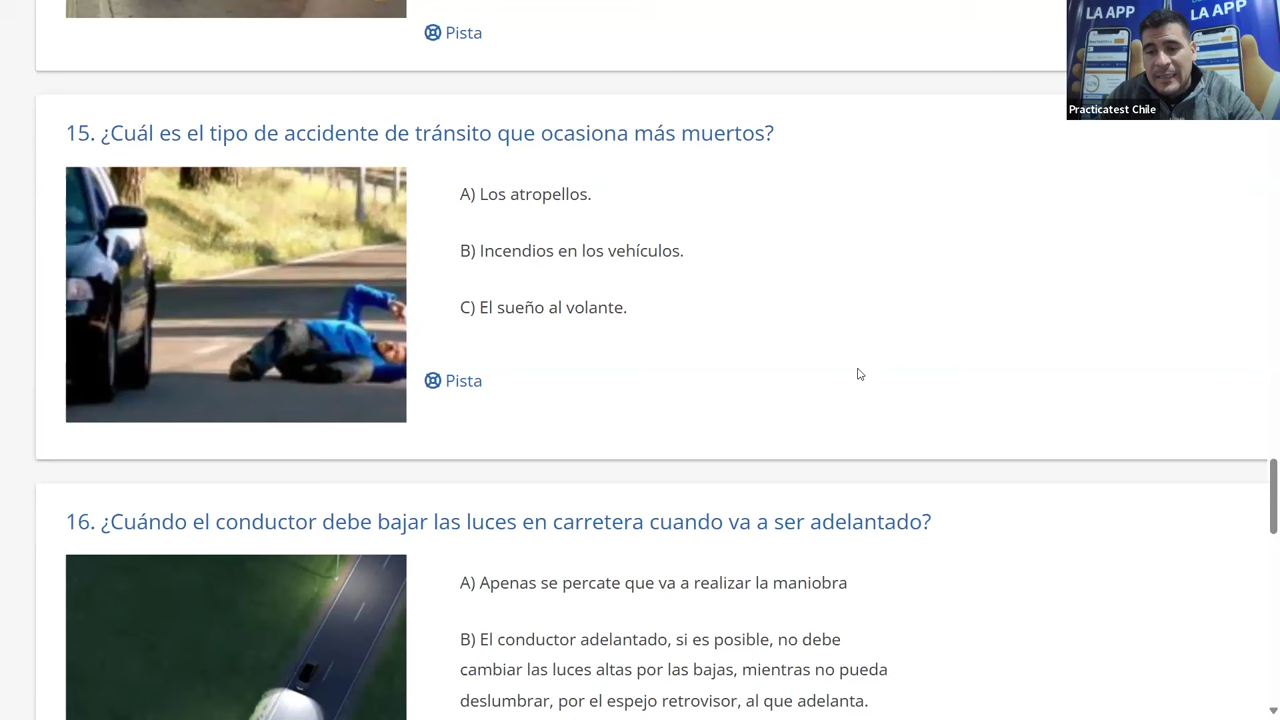 Pista
LA APP
LA APP
Practicatest Chile
15. ¿Cuál es el tipo de accidente de tránsito que ocasiona más muertos?
A) Los atropellos.
B) Incendios en los vehículos.
C) El sueño al volante.
Pista
16. ¿Cuándo el conductor debe bajar las luces en carretera cuando va a ser adelantado?
A) Apenas se percate que va a realizar la maniobra
B) El conductor adelantado, si es posible, no debe
cambiar las luces altas por las bajas, mientras no pueda
deslumbrar, por el espejo retrovisor, al que adelanta.